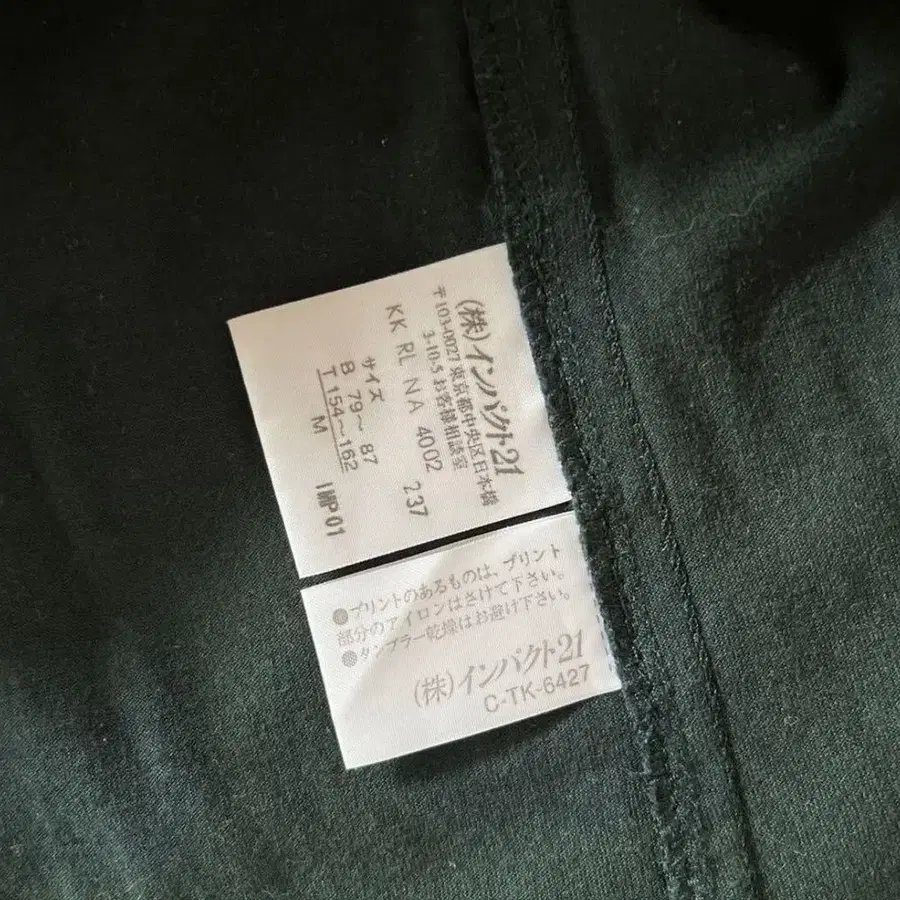 (株)インパクト21
〒103-0027 東京都中央区日本橋
3-10-5 お客様相談室
KK RL NA 4002 237
サイズ
B 79～ 87
T 154～162
M
IMP01
●プリントのあるものは、プリント
部分のアイロンはさけて下さい。
●タンブラー乾燥はお避け下さい。
(株)インパクト21
C-TK-6427